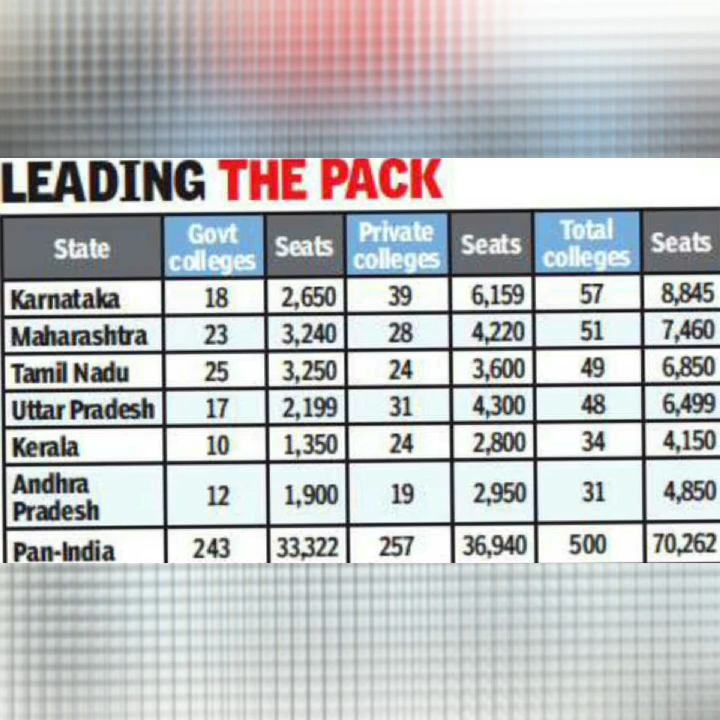 LEADING THE PACK
State Govt colleges Seats Private colleges Seats Total colleges Seats
Karnataka 18 2,650 39 6,159 57 8,845
Maharashtra 23 3,240 28 4,220 51 7,460
Tamil Nadu 25 3,250 24 3,600 49 6,850
Uttar Pradesh 17 2,199 31 4,300 48 6,499
Kerala 10 1,350 24 2,800 34 4,150
Andhra Pradesh 12 1,900 19 2,950 31 4,850
Pan-India 243 33,322 257 36,940 500 70,262